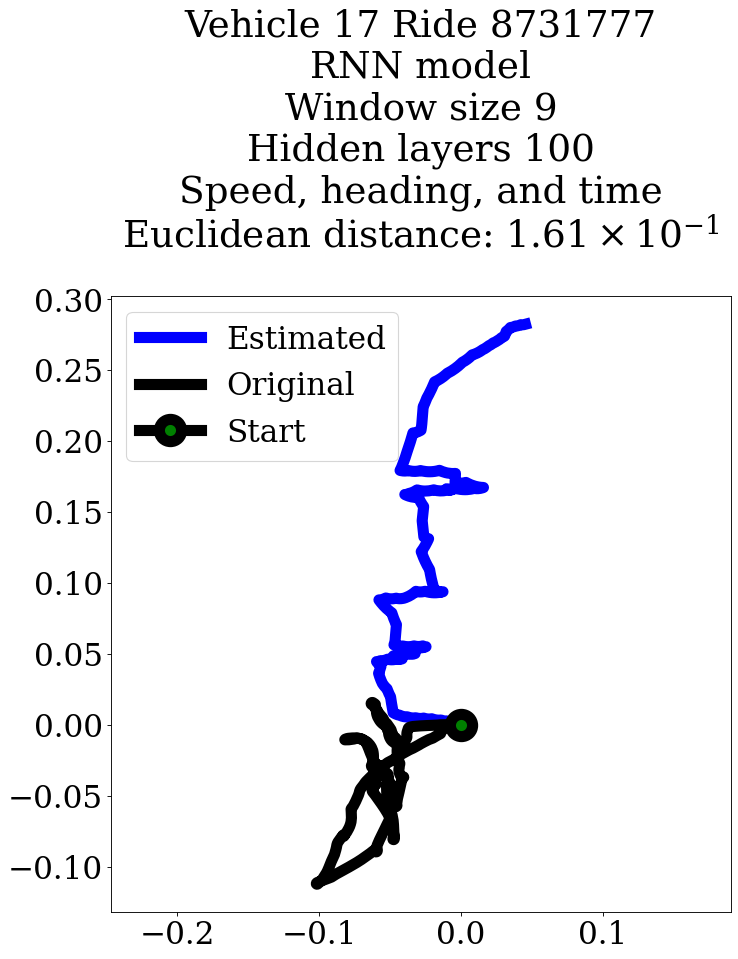 Vehicle 17 Ride 8731777
RNN model
Window size 9
Hidden layers 100
Speed, heading, and time
Euclidean distance: 1.61 × 10⁻¹
0.30
Estimated
0.25
Original
0.20
Start
0.15
0.10
0.05
0.00
−0.05
−0.10
−0.2 −0.1 0.0 0.1